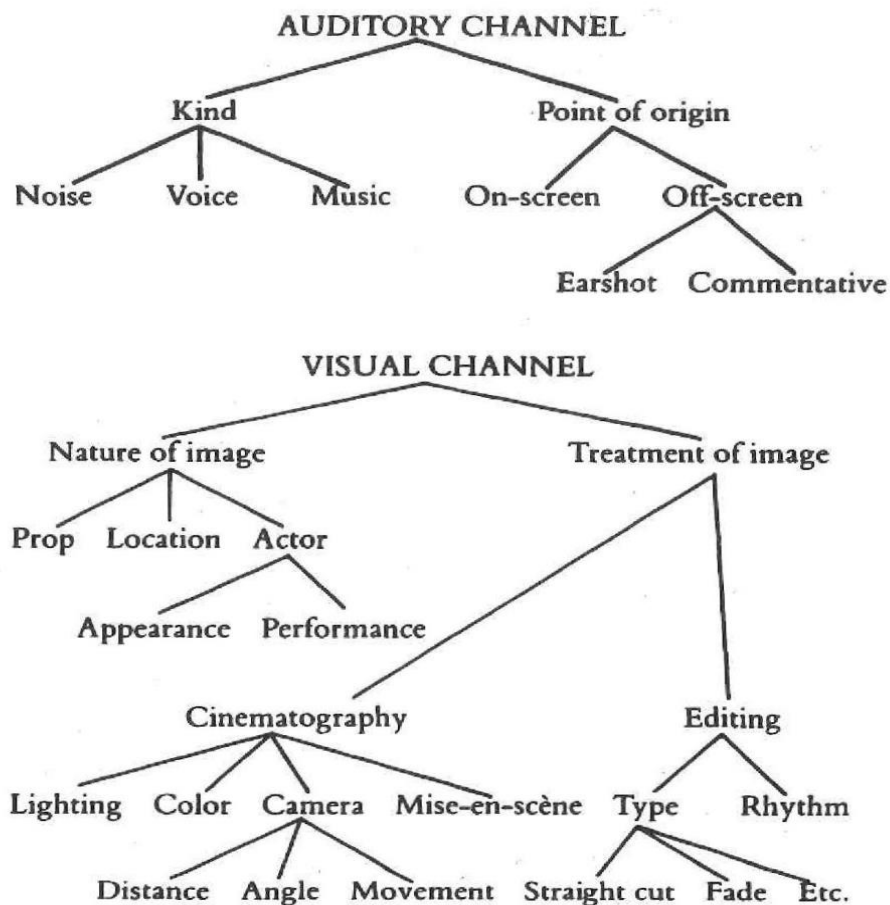 AUDITORY CHANNEL
Kind Point of origin
Noise Voice Music On-screen Off-screen
Earshot Commentative
VISUAL CHANNEL
Nature of image Treatment of image
Prop Location Actor
Appearance Performance
Cinematography Editing
Lighting Color Camera Mise-en-scène Type Rhythm
Distance Angle Movement Straight cut Fade Etc.